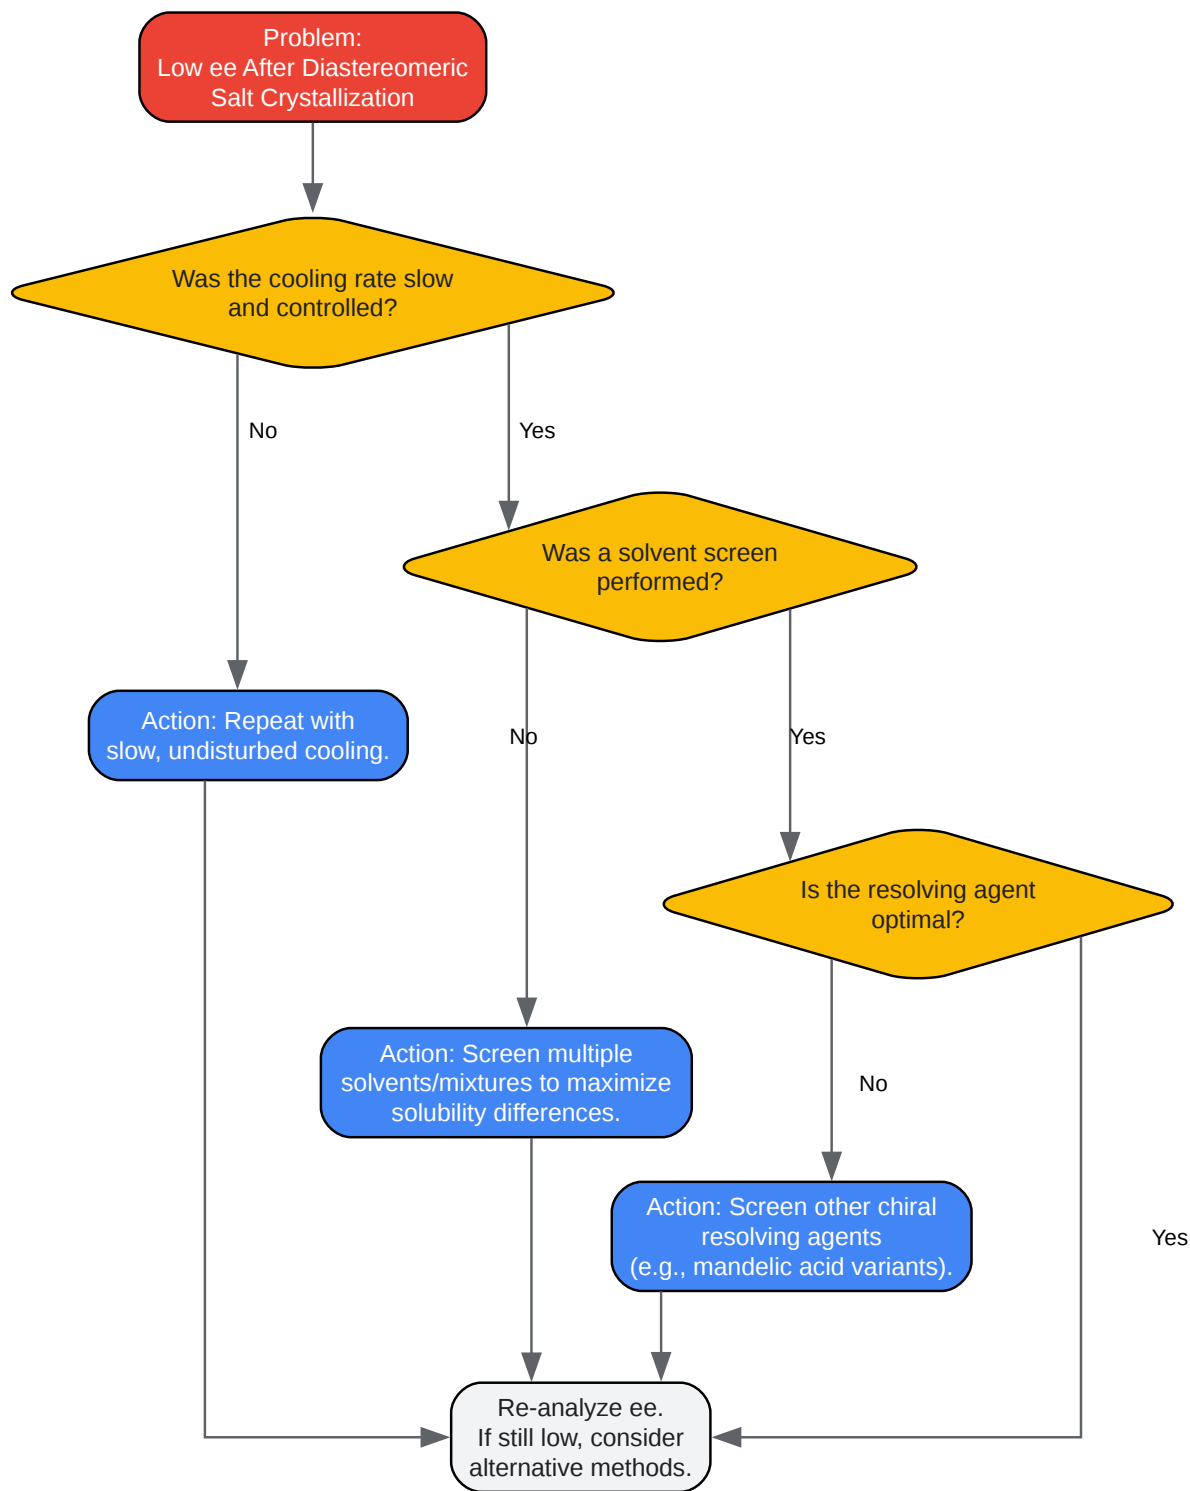 Problem:
Low ee After Diastereomeric
Salt Crystallization
Was the cooling rate slow
and controlled?
No
Yes
Was a solvent screen
performed?
Action: Repeat with
slow, undisturbed cooling.
No
Yes
Is the resolving agent
optimal?
Action: Screen multiple
solvents/mixtures to maximize
solubility differences.
No
Action: Screen other chiral
resolving agents
(e.g., mandelic acid variants).
Yes
Re-analyze ee.
If still low, consider
alternative methods.